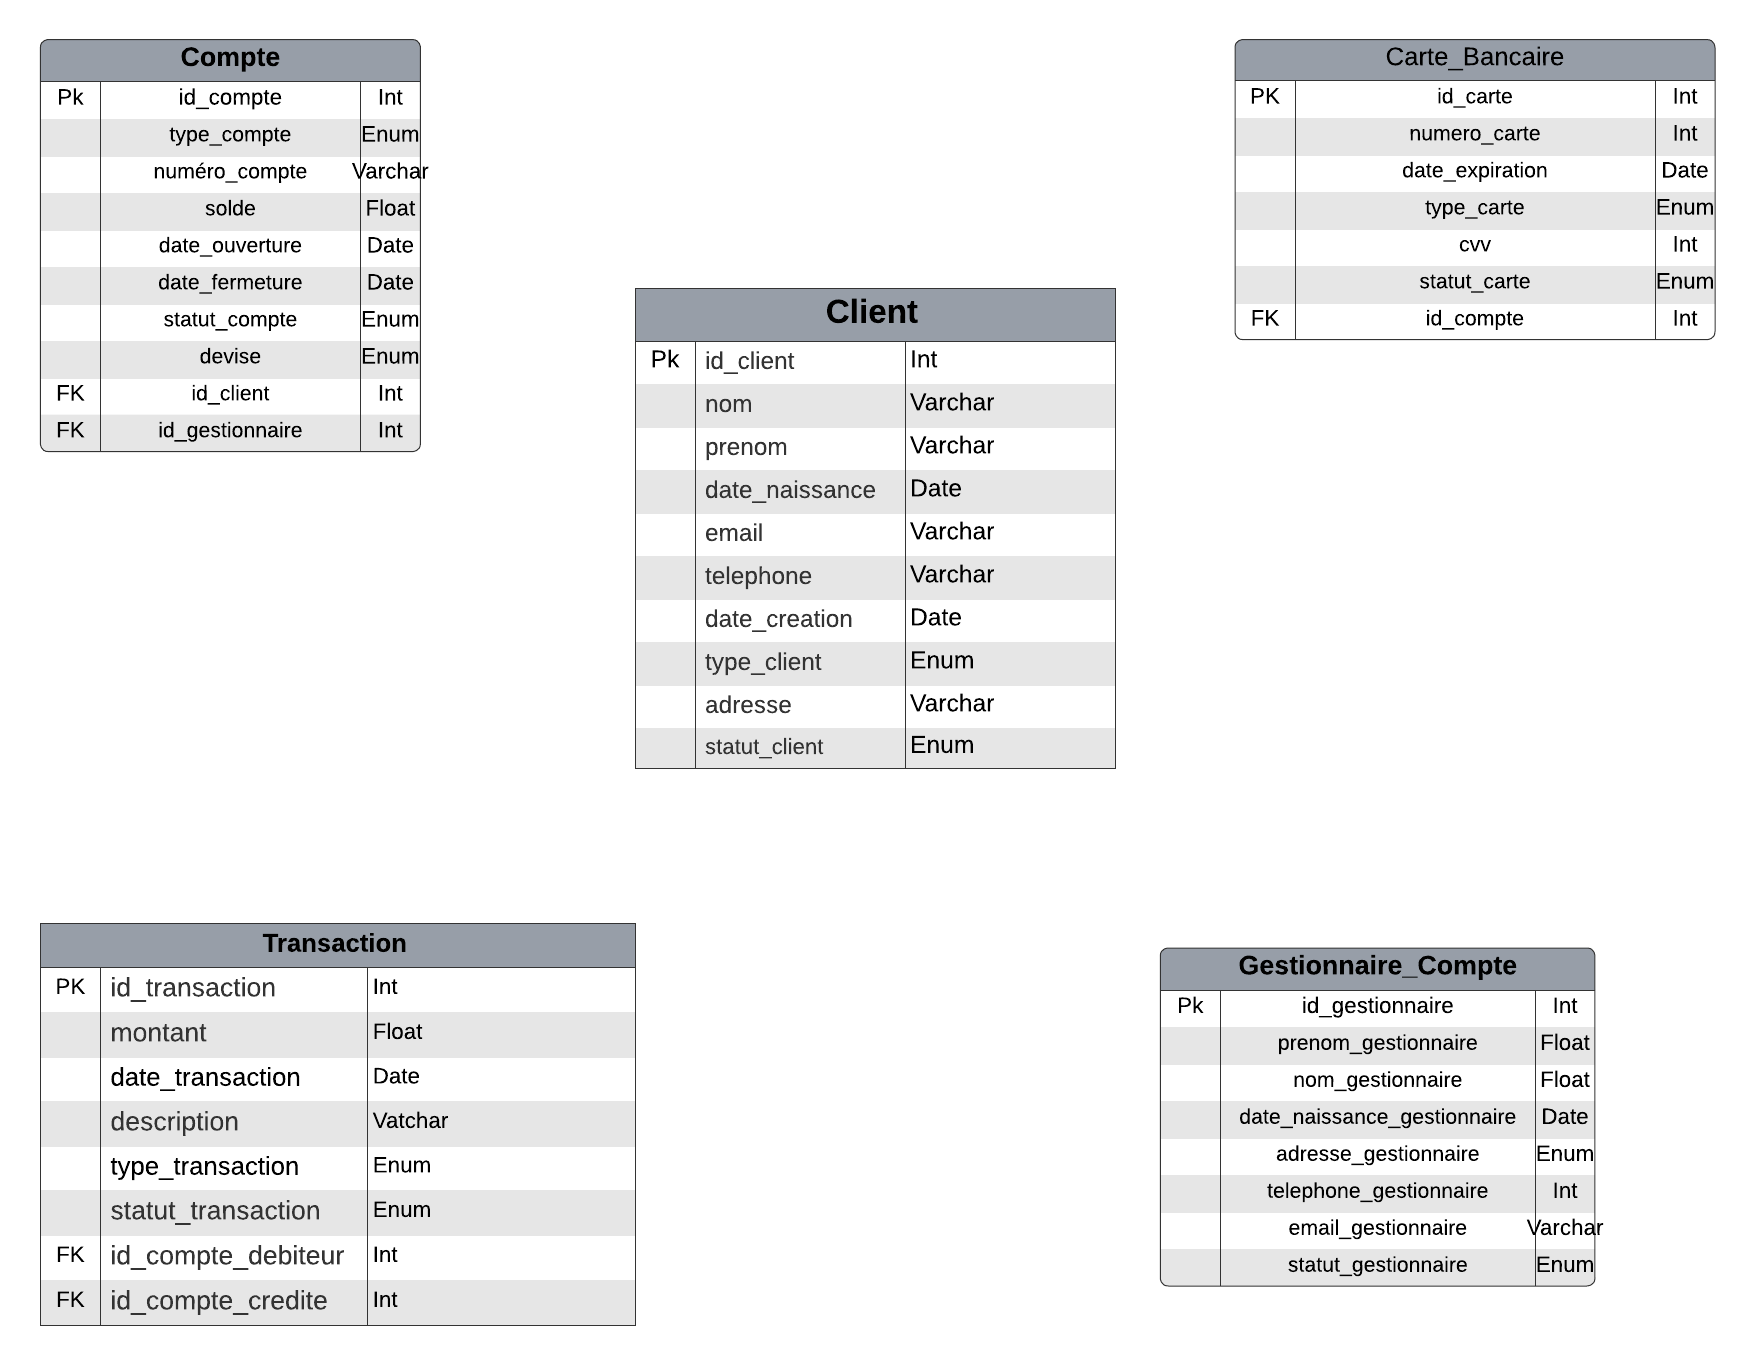 Compte
Pk id_compte Int
type_compte Enum
numéro_compte Varchar
solde Float
date_ouverture Date
date_fermeture Date
statut_compte Enum
devise Enum
FK id_client Int
FK id_gestionnaire Int
Carte_Bancaire
PK id_carte Int
numero_carte Int
date_expiration Date
type_carte Enum
cvv Int
statut_carte Enum
FK id_compte Int
Client
Pk id_client Int
nom Varchar
prenom Varchar
date_naissance Date
email Varchar
telephone Varchar
date_creation Date
type_client Enum
adresse Varchar
statut_client Enum
Transaction
PK id_transaction Int
montant Float
date_transaction Date
description Vatchar
type_transaction Enum
statut_transaction Enum
FK id_compte_debiteur Int
FK id_compte_credite Int
Gestionnaire_Compte
Pk id_gestionnaire Int
prenom_gestionnaire Float
nom_gestionnaire Float
date_naissance_gestionnaire Date
adresse_gestionnaire Enum
telephone_gestionnaire Int
email_gestionnaire Varchar
statut_gestionnaire Enum